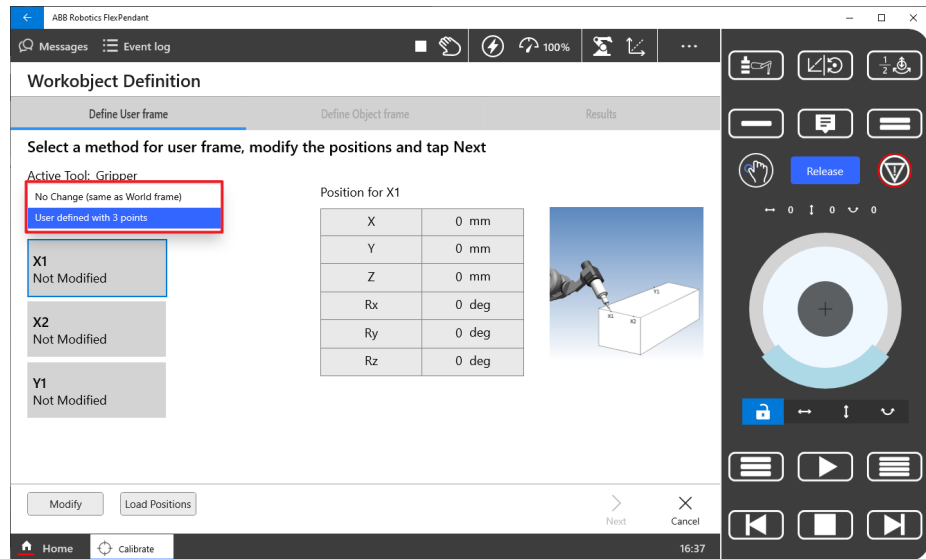 ABB Robotics FlexPendant
Messages Event log 100% ...
Workobject Definition
Define User frame Define Object frame Results
Select a method for user frame, modify the positions and tap Next
Active Tool: Gripper
No Change (same as World frame)
User defined with 3 points
X1
Not Modified
X2
Not Modified
Y1
Not Modified
Position for X1
X 0 mm
Y 0 mm
Z 0 mm
Rx 0 deg
Ry 0 deg
Rz 0 deg
X1 X2 Y1
Modify Load Positions Next Cancel
Home Calibrate 16:37
1/2
Release
0 0 0